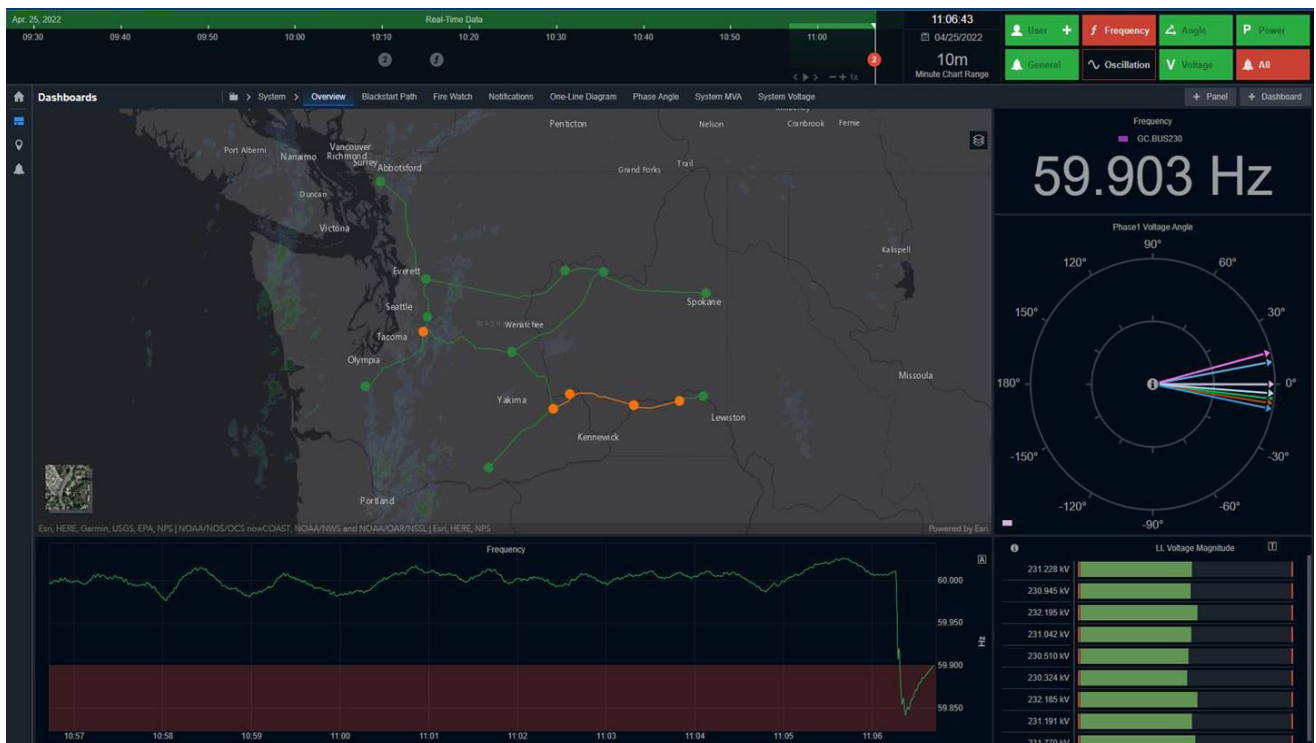 Apr. 25, 2022
Real-Time Data
09:30 09:40 09:50 10:00 10:10 10:20 10:30 10:40 10:50 11:00
2 f 2
< > − + 1x
11:06:43
04/25/2022
10m
Minute Chart Range
User + f Frequency Angle P Power
General Oscillation V Voltage All
Dashboards > System > Overview Blackstart Path Fire Watch Notifications One-Line Diagram Phase Angle System MVA System Voltage + Panel + Dashboard
Penticton
Nelson
Cranbrook
Fernie
Port Alberni
Nanaimo
Vancouver
Richmond
Surrey
Abbotsford
Grand Forks
Trail
Duncan
Victoria
Kalispell
Everett
Seattle
Spokane
Wenatchee
Tacoma
Olympia
Missoula
Yakima
Lewiston
Kennewick
Portland
Esri, HERE, Garmin, USGS, EPA, NPS | NOAA/NOS/OCS nowCOAST, NOAA/NWS and NOAA/OAR/NSSL | Esri, HERE, NPS
Powered by Esri
Frequency
GC.BUS230
59.903 Hz
Phase1 Voltage Angle
90°
120° 60°
150° 30°
180° 0°
-150° -30°
-120° -60°
-90°
Frequency
A
60.000
59.950
Hz
59.900
59.850
10:57 10:58 10:59 11:00 11:01 11:02 11:03 11:04 11:05 11:06
LL Voltage Magnitude T
231.228 kV
230.945 kV
232.195 kV
231.042 kV
230.510 kV
230.324 kV
232.185 kV
231.191 kV